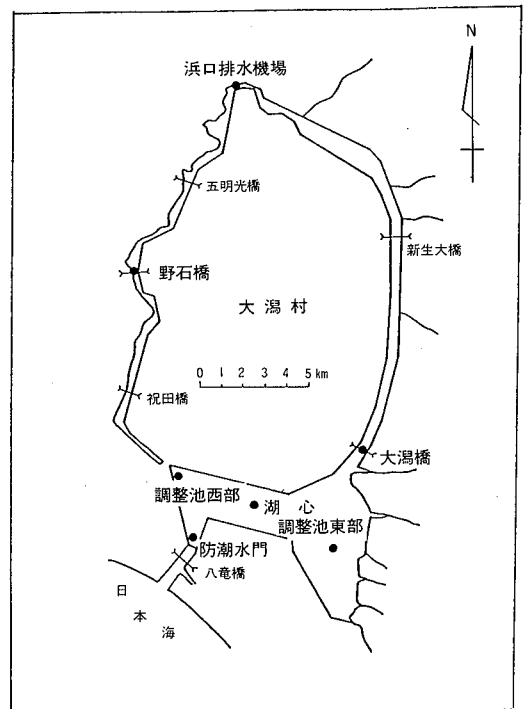 N
浜口排水機場
五明光橋
新生大橋
野石橋
大潟村
0 1 2 3 4 5 km
祝田橋
大潟橋
調整池西部
湖心
調整池東部
防潮水門
八竜橋
日本海